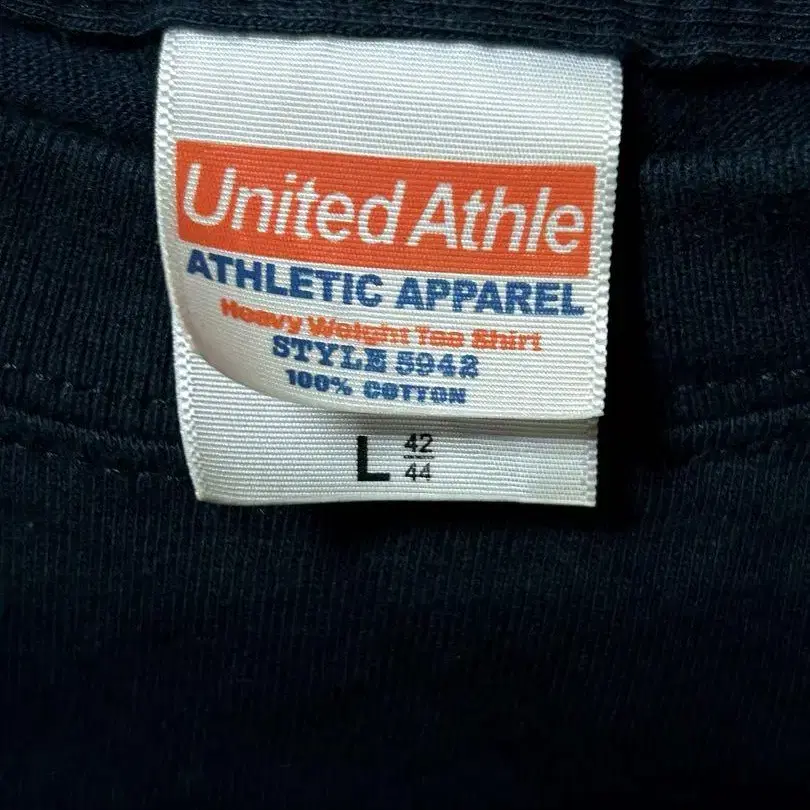 United Athle
ATHLETIC APPAREL
Heavy Weight Tee Shirt
STYLE 5942
100% COTTON
L 42
44